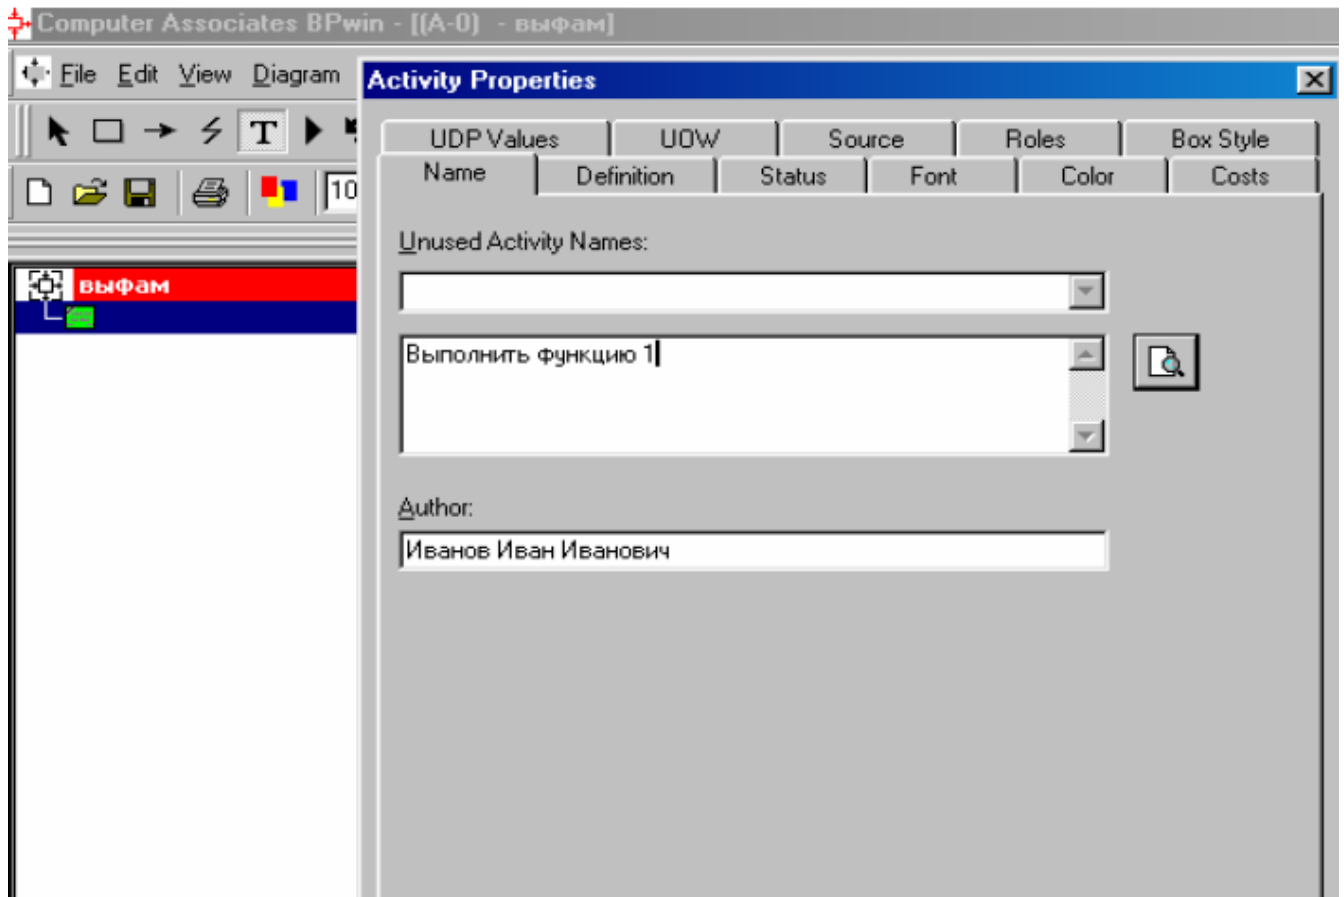 Computer Associates BPwin - [(A-0) - выфам]
File Edit View Diagram
Activity Properties
T
UDP Values UOW Source Roles Box Style
Name Definition Status Font Color Costs
10
Unused Activity Names:
выфам
Выполнить функцию 1
Author:
Иванов Иван Иванович